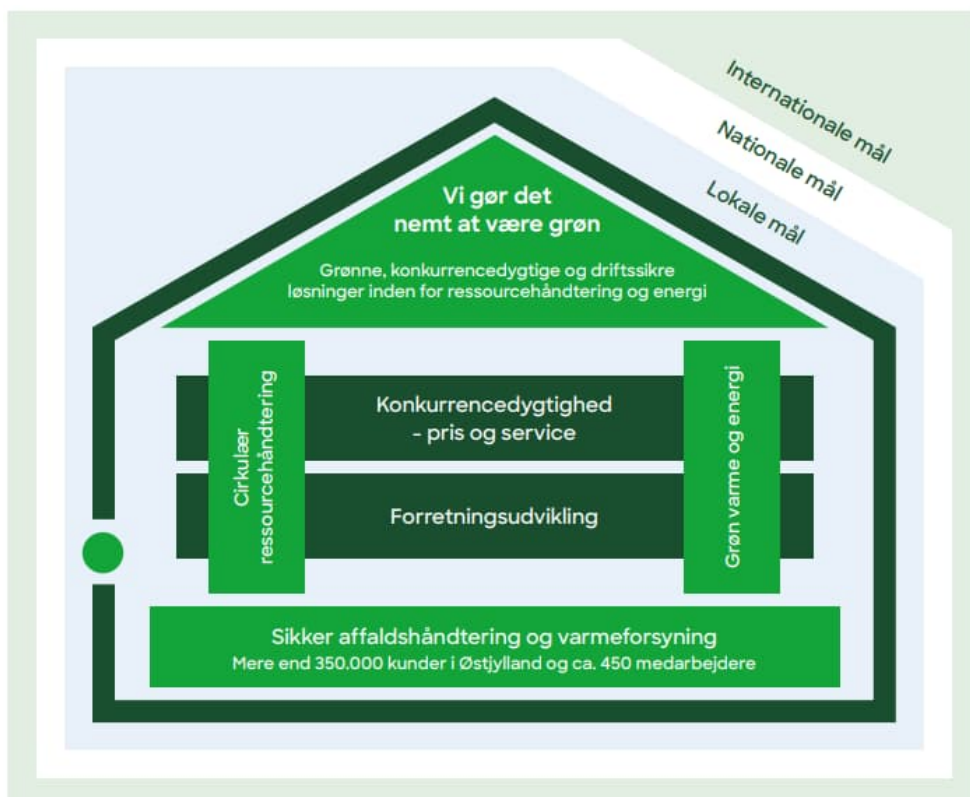 Internationale mål
Nationale mål
Lokale mål
Vi gør det
nemt at være grøn
Grønne, konkurrencedygtige og driftssikre
løsninger inden for ressourcehåndtering og energi
Cirkulær
ressourcehåndtering
Konkurrencedygtighed
- pris og service
Forretningsudvikling
Grøn varme og energi
Sikker affaldshåndtering og varmeforsyning
Mere end 350.000 kunder i Østjylland og ca. 450 medarbejdere